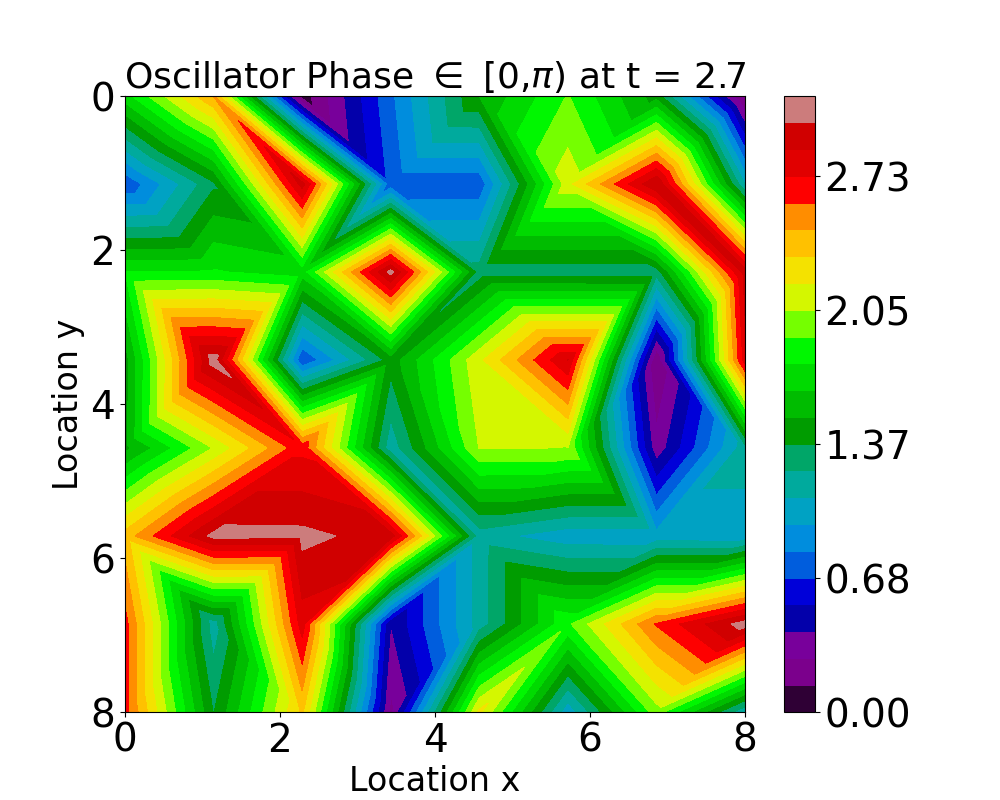 Oscillator Phase ∈ [0,π) at t = 2.7
0
2
4
6
8
Location y
0 2 4 6 8
Location x
2.73
2.05
1.37
0.68
0.00